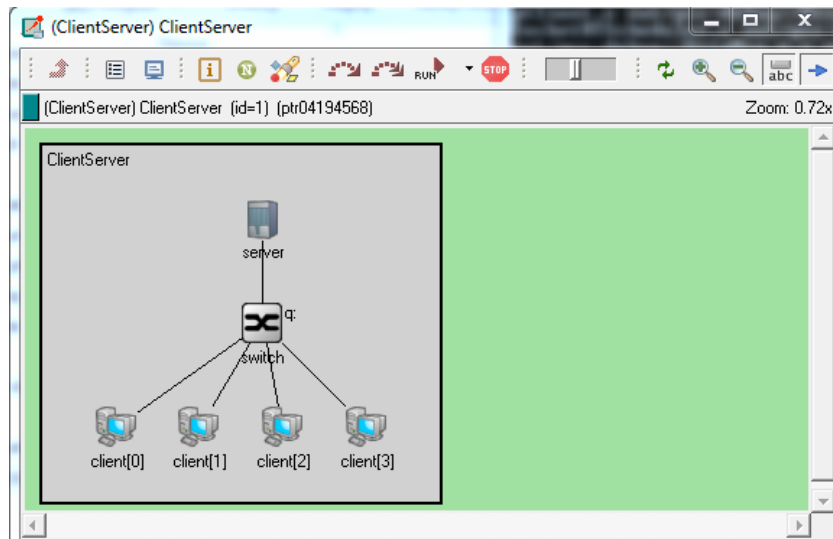 (ClientServer) ClientServer
RUN
STOP
abc
(ClientServer) ClientServer (id=1) (ptr04194568)
Zoom: 0.72x
ClientServer
server
q:
switch
client[0]
client[1]
client[2]
client[3]